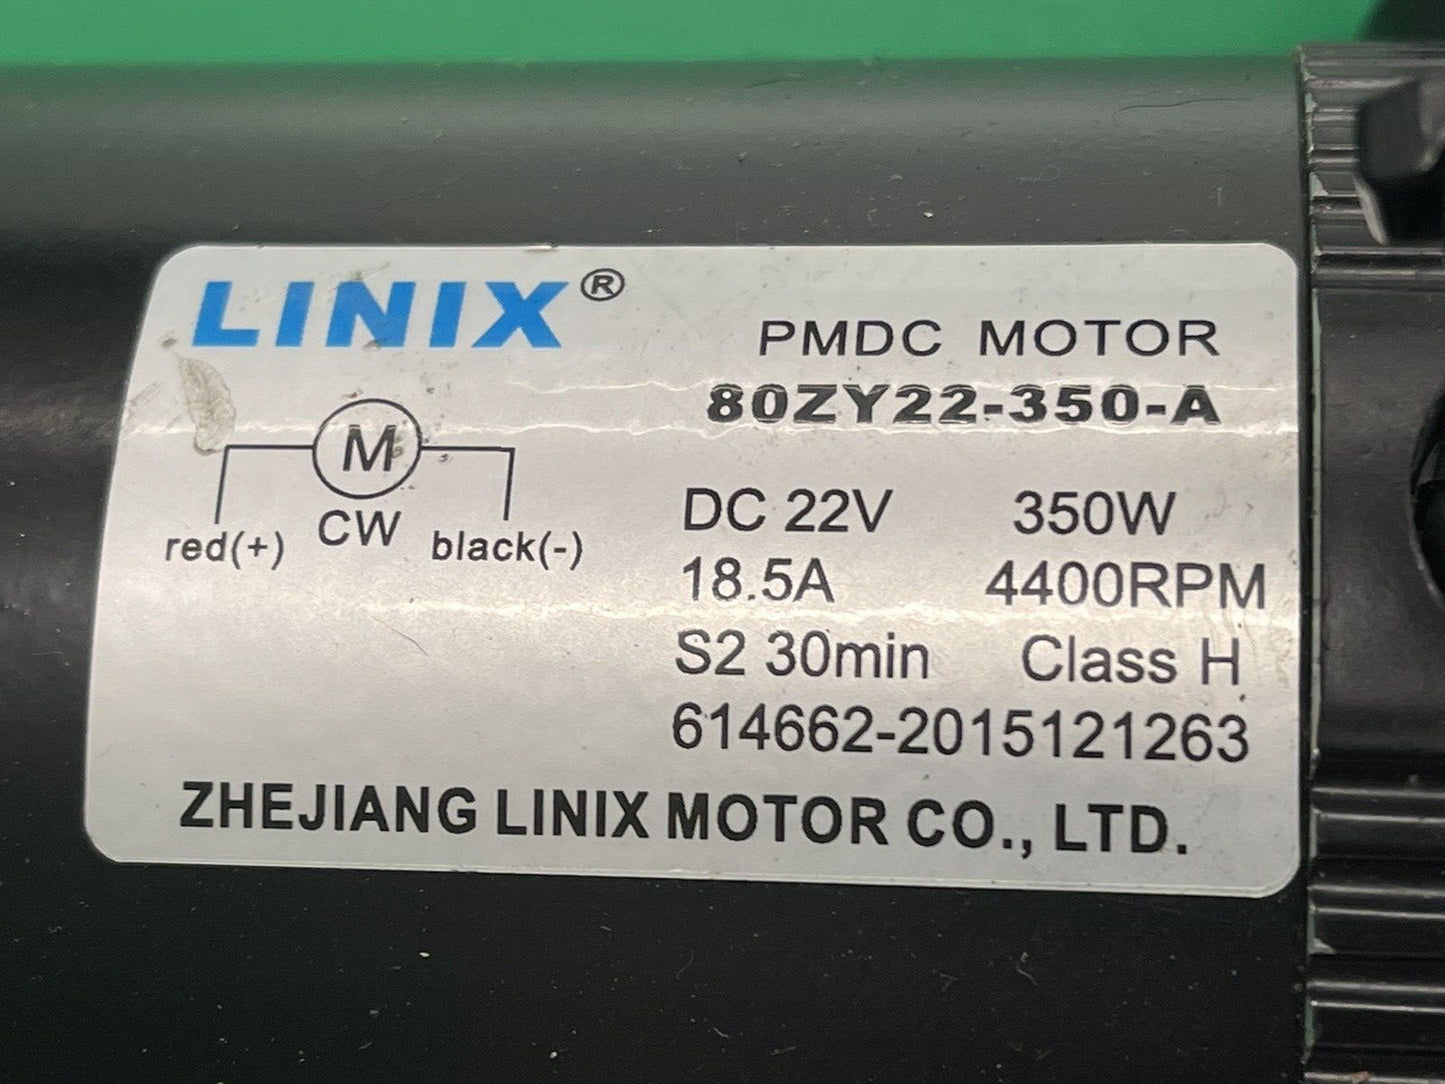 LINIX®
PMDC MOTOR
80ZY22-350-A
M
red(+) CW black(-)
DC 22V 350W
18.5A 4400RPM
S2 30min Class H
614662-2015121263
ZHEJIANG LINIX MOTOR CO., LTD.